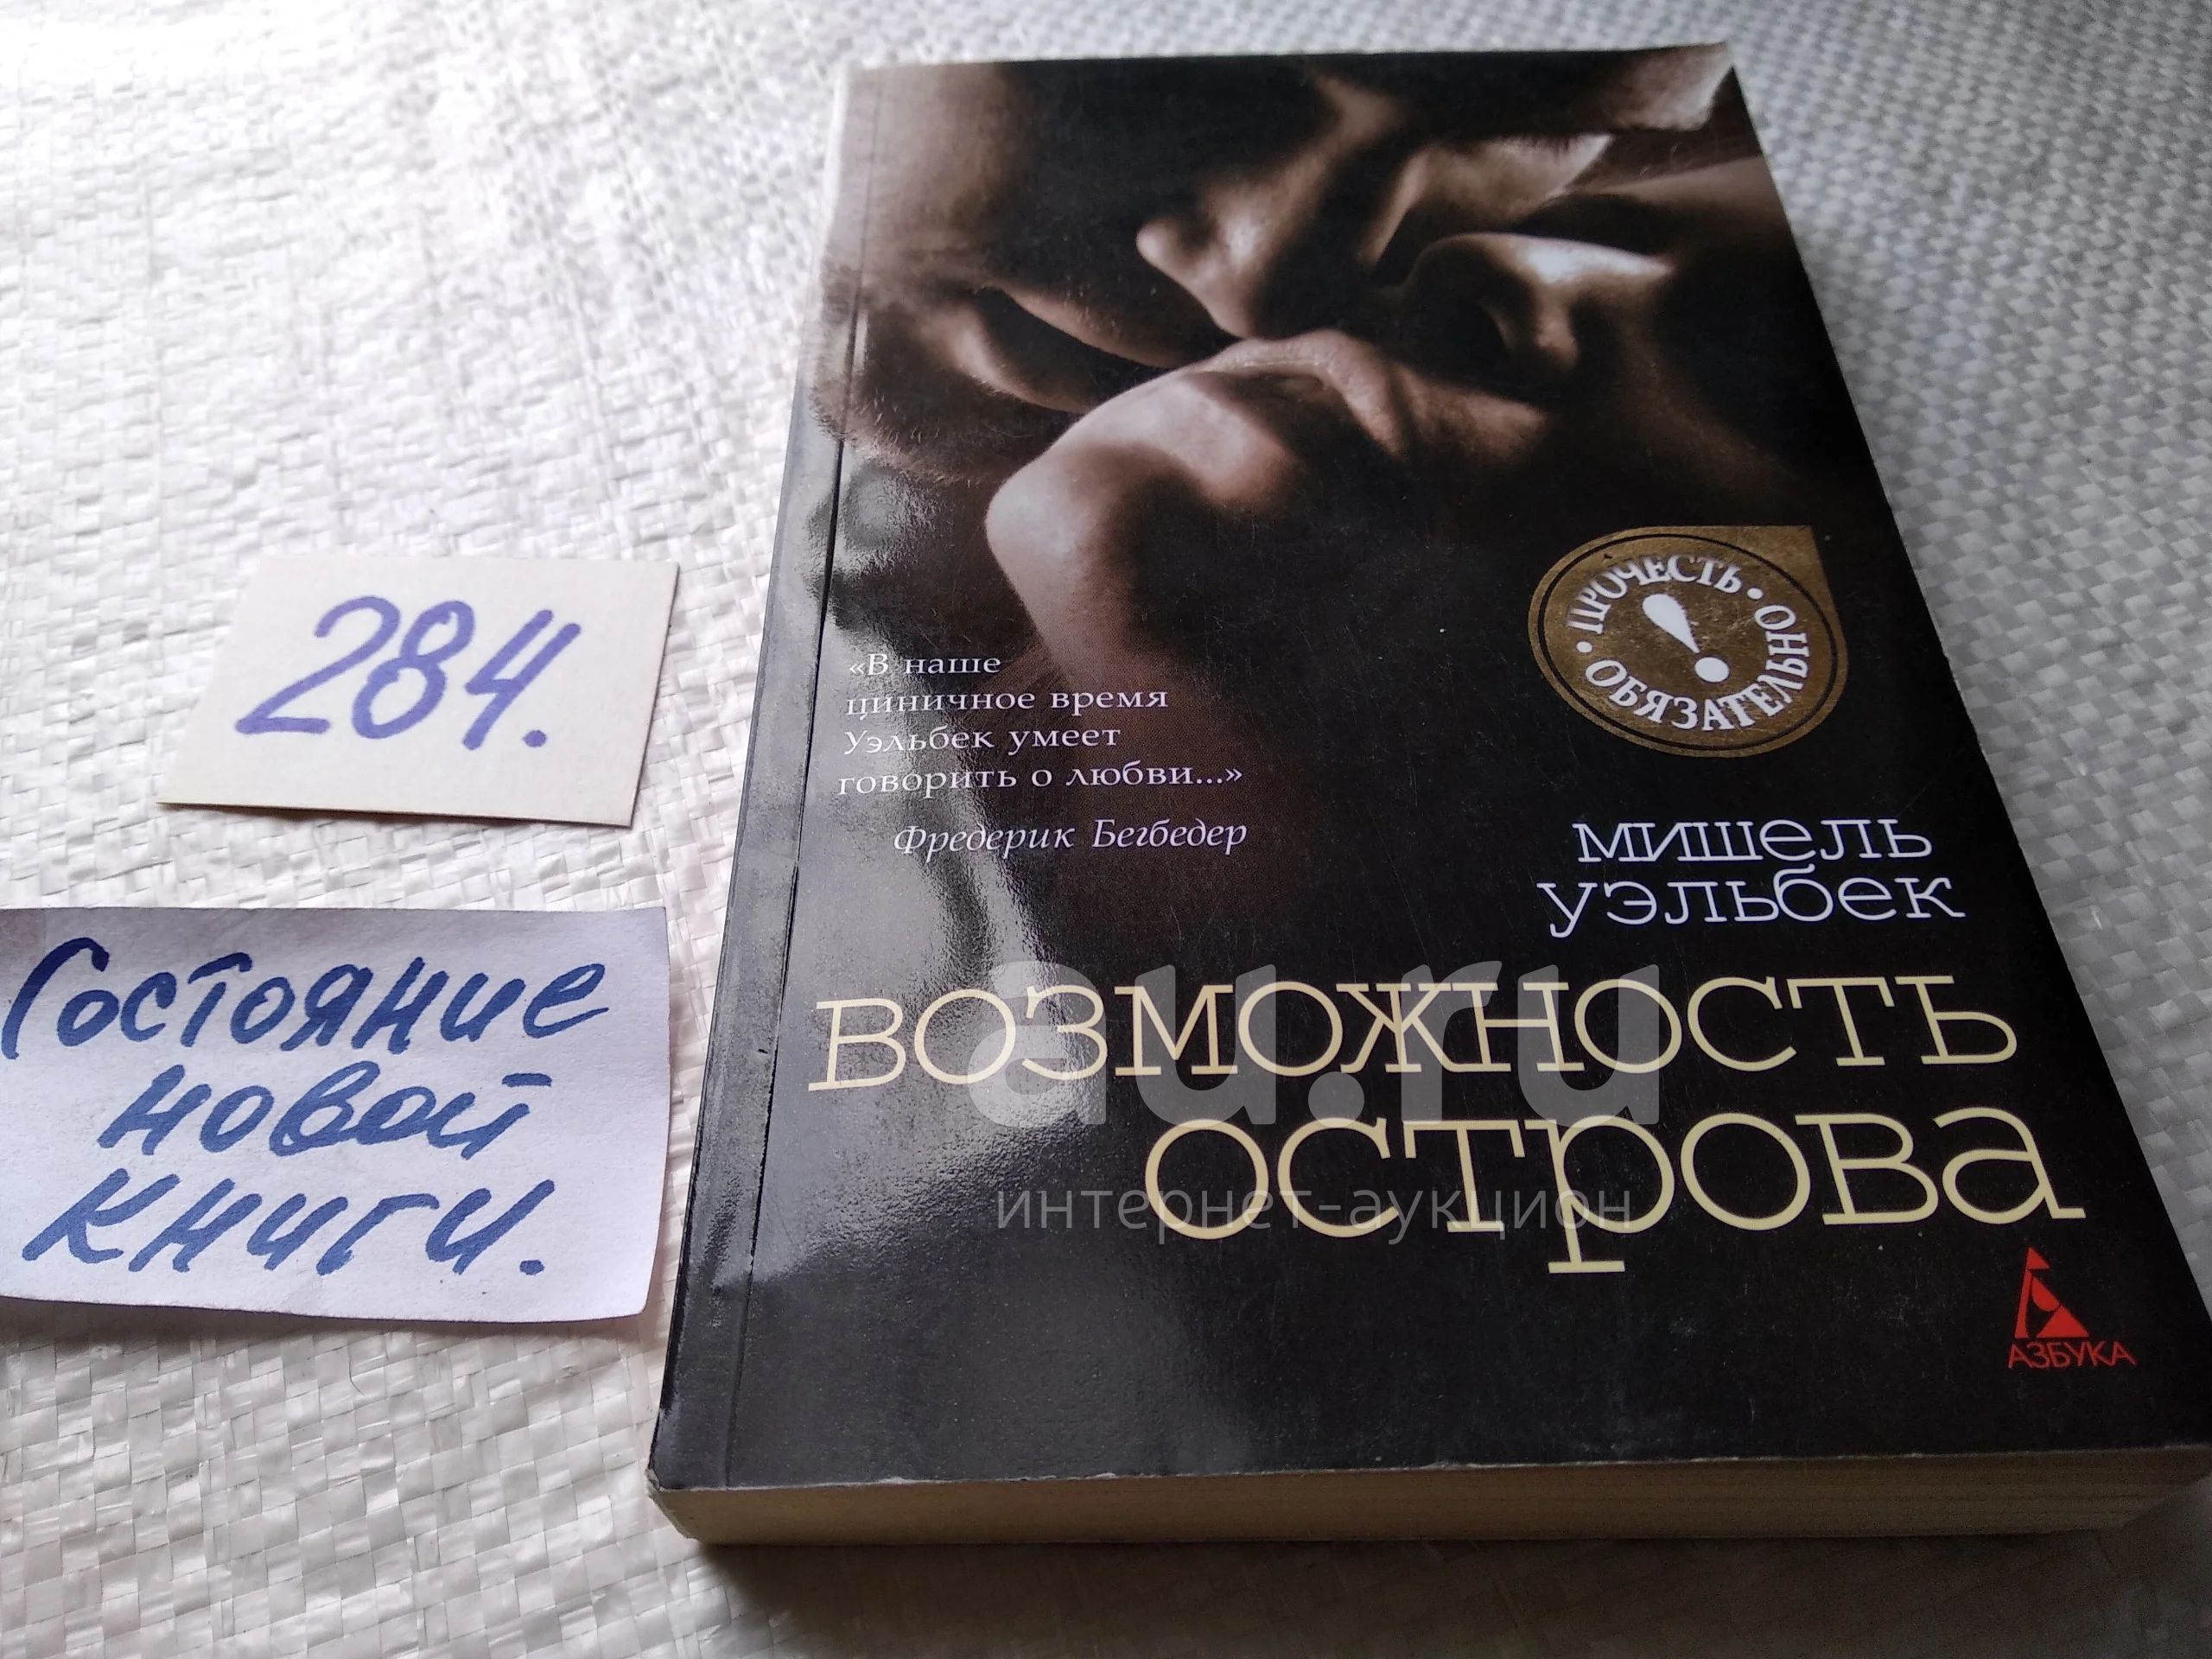 284.
Состояние
новой
книги.
«В наше
циничное время
Уэльбек умеет
говорить о любви...»
Фредерик Бегбедер
ПРОЧЕСТЬ • ОБЯЗАТЕЛЬНО •
!
мишель
уэльбек
возможность
острова
АЗБУКА
au.ru
интернет-аукцион